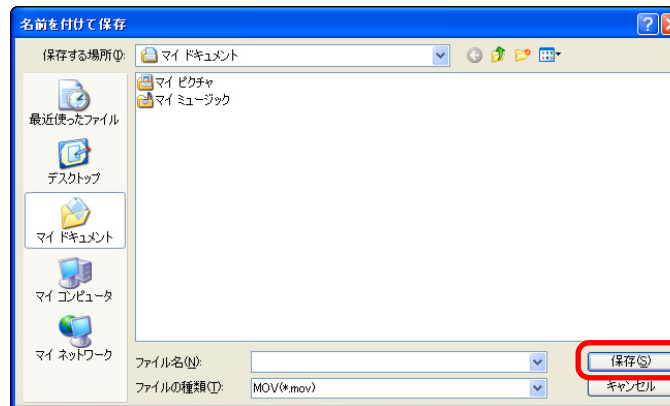 名前を付けて保存
保存する場所(I):
マイ ドキュメント
マイ ピクチャ
マイ ミュージック
最近使ったファイル
デスクトップ
マイ ドキュメント
マイ コンピュータ
マイ ネットワーク
ファイル名(N):
保存(S)
ファイルの種類(T):
MOV(*.mov)
キャンセル